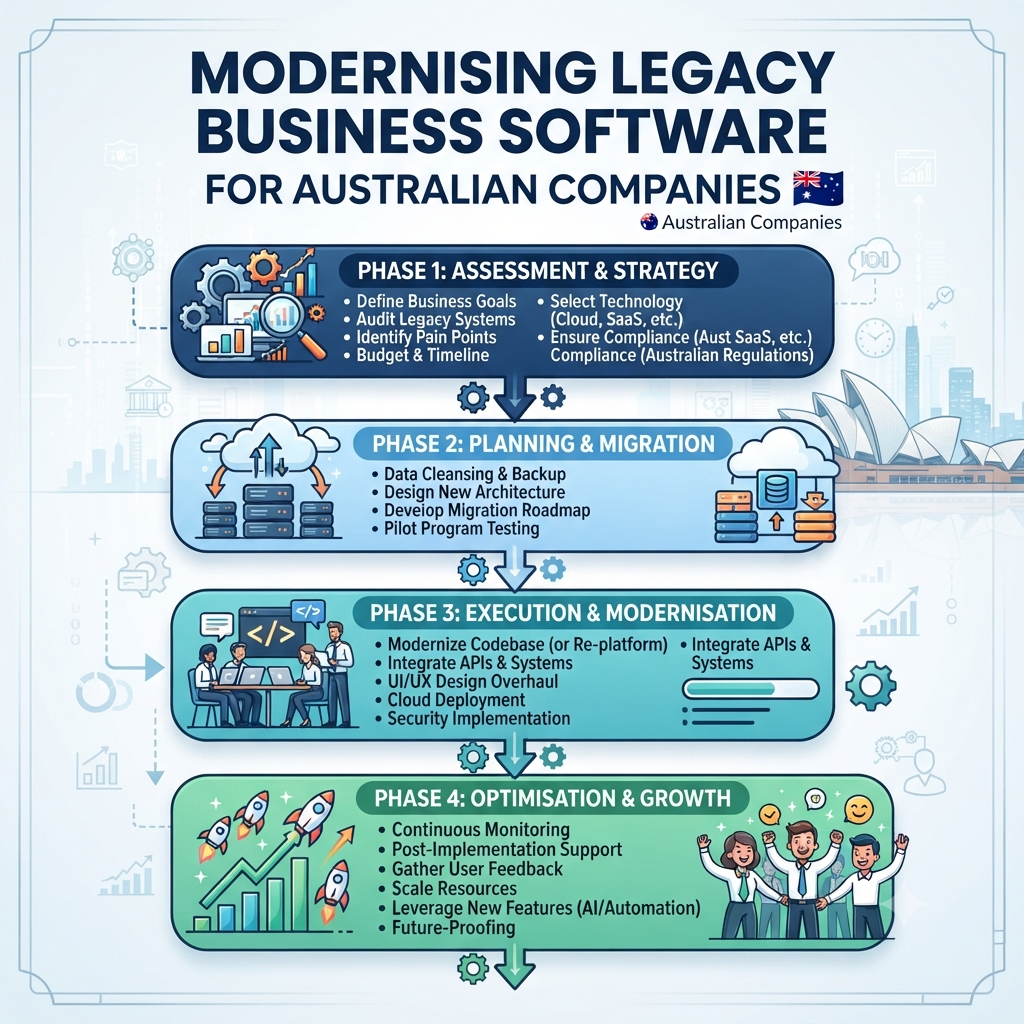 MODERNISING LEGACY
BUSINESS SOFTWARE
FOR AUSTRALIAN COMPANIES
Australian Companies
PHASE 1: ASSESSMENT & STRATEGY
• Define Business Goals
• Audit Legacy Systems
• Identify Pain Points
• Budget & Timeline
• Select Technology
(Cloud, SaaS, etc.)
• Ensure Compliance (Aust SaaS, etc.)
Compliance (Australian Regulations)
PHASE 2: PLANNING & MIGRATION
• Data Cleansing & Backup
• Design New Architecture
• Develop Migration Roadmap
• Pilot Program Testing
PHASE 3: EXECUTION & MODERNISATION
</>
</>
• Modernize Codebase (or Re-platform)
• Integrate APIs & Systems
• UI/UX Design Overhaul
• Cloud Deployment
• Security Implementation
• Integrate APIs &
Systems
PHASE 4: OPTIMISATION & GROWTH
• Continuous Monitoring
• Post-Implementation Support
• Gather User Feedback
• Scale Resources
• Leverage New Features (AI/Automation)
• Future-Proofing